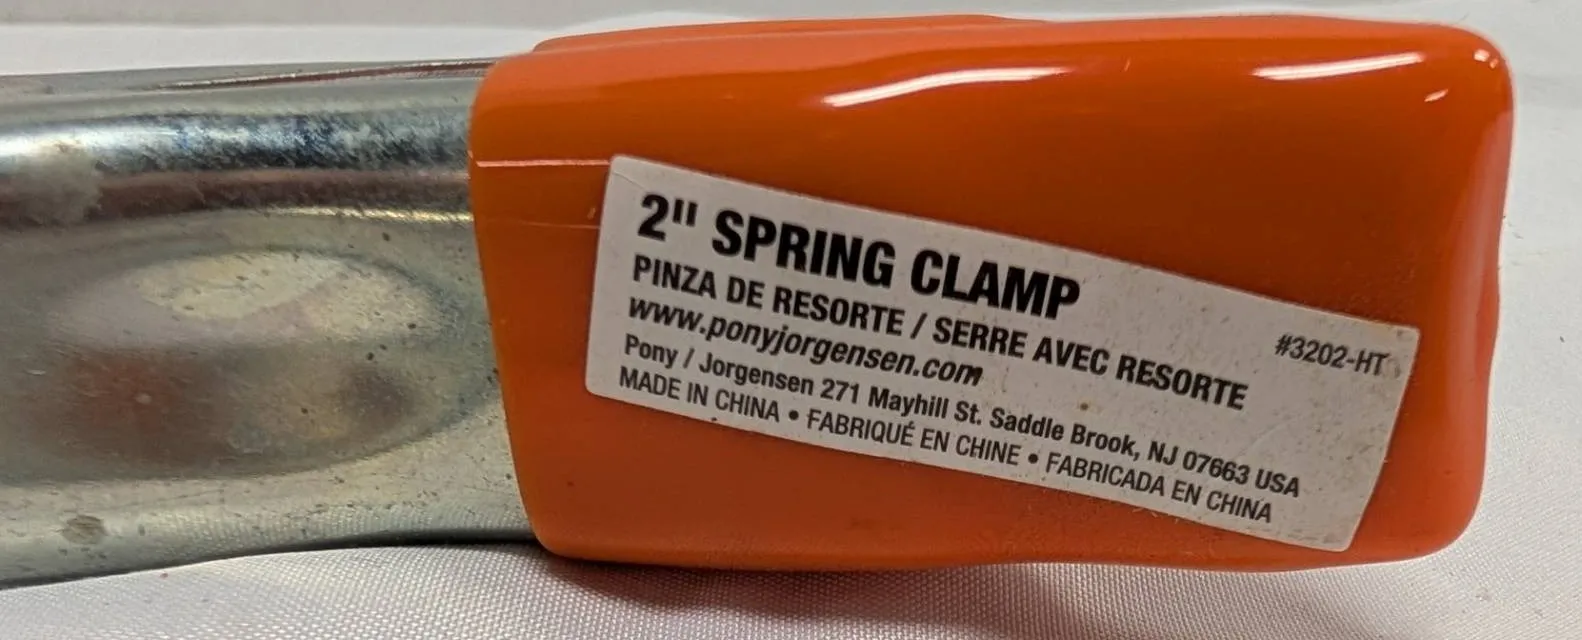 2" SPRING CLAMP
PINZA DE RESORTE / SERRE AVEC RESORTE
www.ponyjorgensen.com
#3202-HT
Pony / Jorgensen 271 Mayhill St. Saddle Brook, NJ 07663 USA
MADE IN CHINA • FABRIQUÉ EN CHINE • FABRICADA EN CHINA